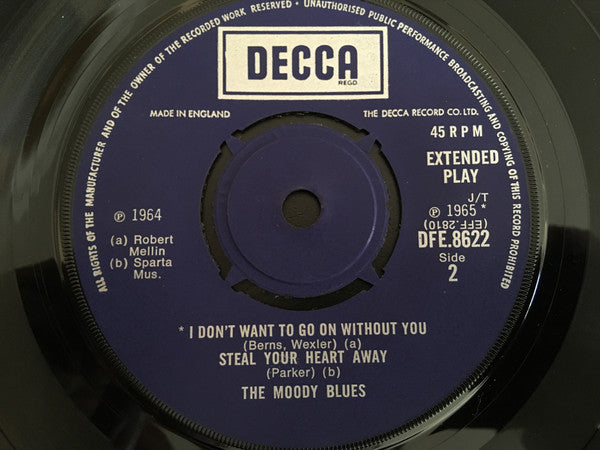 ALL RIGHTS OF THE MANUFACTURER AND OF THE OWNER OF THE RECORDED WORK RESERVED • UNAUTHORISED PUBLIC PERFORMANCE BROADCASTING AND COPYING OF THIS RECORD PROHIBITED
DECCA
REGD.
MADE IN ENGLAND
THE DECCA RECORD CO. LTD.
45 RPM
EXTENDED
PLAY
J/T
℗ 1964
℗ 1965 *
(EFF.2810)
DFE.8622
(a) Robert
Mellin
(b) Sparta
Mus.
Side
2
* I DON'T WANT TO GO ON WITHOUT YOU
(Berns, Wexler) (a)
STEAL YOUR HEART AWAY
(Parker) (b)
THE MOODY BLUES